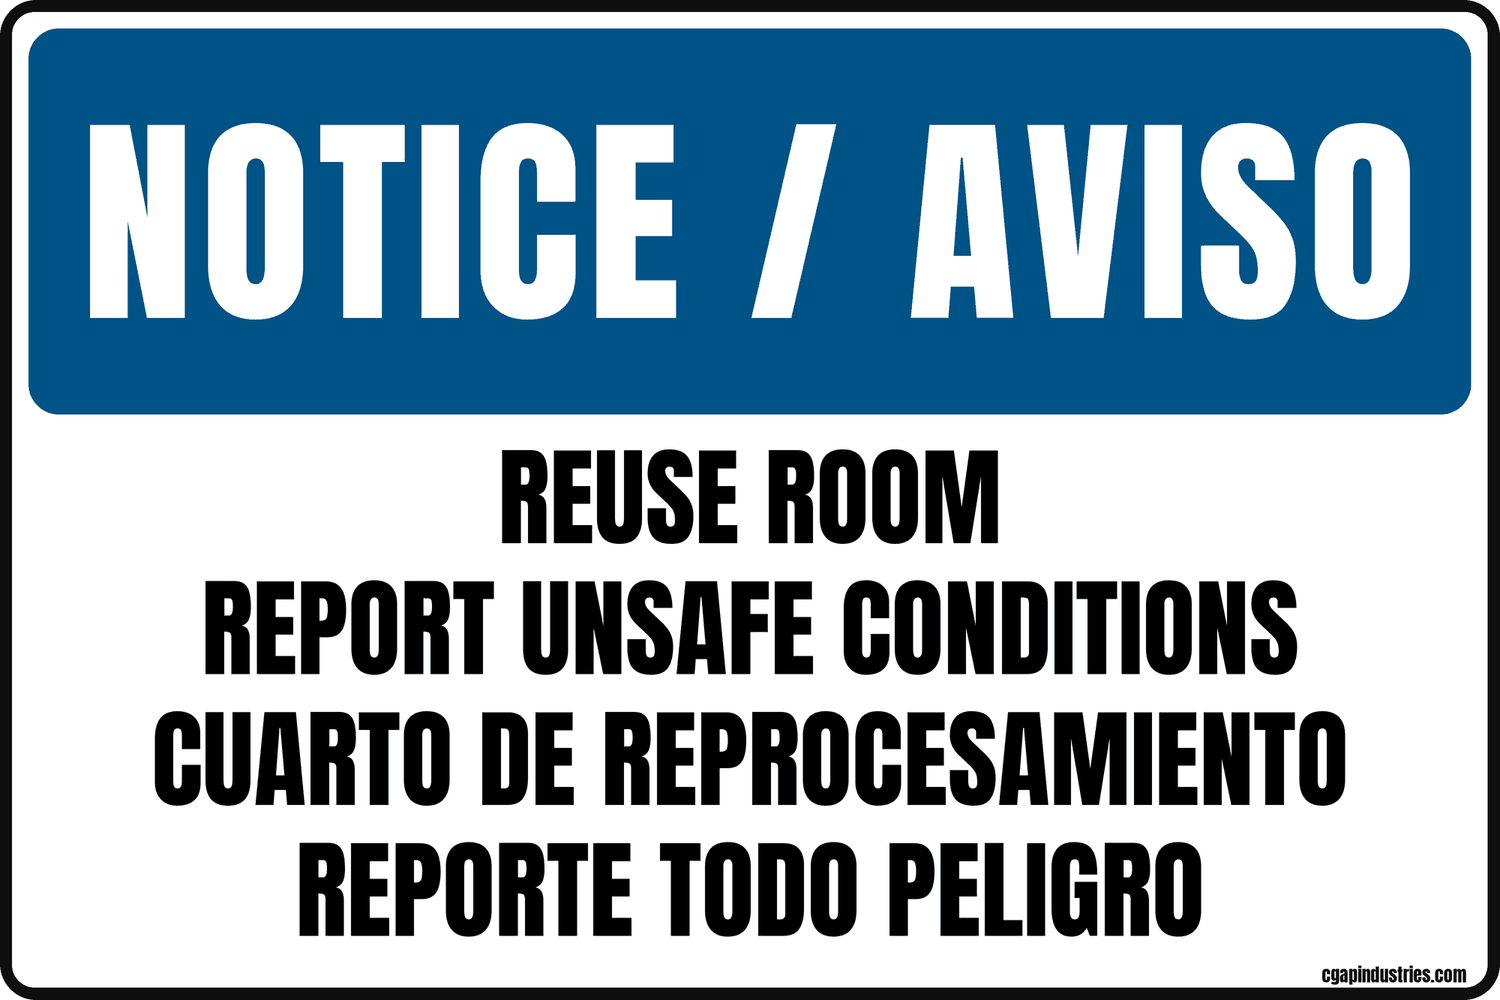 NOTICE / AVISO
REUSE ROOM
REPORT UNSAFE CONDITIONS
CUARTO DE REPROCESAMIENTO
REPORTE TODO PELIGRO
cgapindustries.com